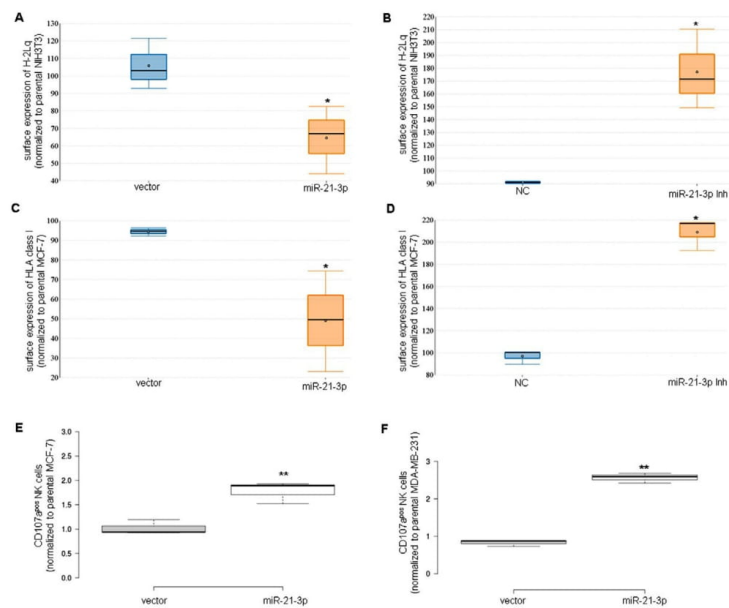 A
surface expression of H-2Lq
(normalized to parental NIH3T3)
130
120
110
100
90
80
70
60
50
40
*
vector
miR-21-3p
B
surface expression of H-2Lq
(normalized to parental NIH3T3)
220
210
200
190
180
170
160
150
140
130
120
110
100
90
*
NC
miR-21-3p Inh
C
surface expression of HLA class I
(normalized to parental MCF-7)
100
90
80
70
60
50
40
30
20
*
vector
miR-21-3p
D
surface expression of HLA class I
(normalized to parental MCF-7)
220
200
180
160
140
120
100
80
*
NC
miR-21-3p Inh
E
CD107aᵖᵒˢ NK cells
(normalized to parental MCF-7)
3.0
2.5
2.0
1.5
1.0
0.5
0.0
**
vector
miR-21-3p
F
CD107aᵖᵒˢ NK cells
(normalized to parental MDA-MB-231)
3
2
1
0
**
vector
miR-21-3p